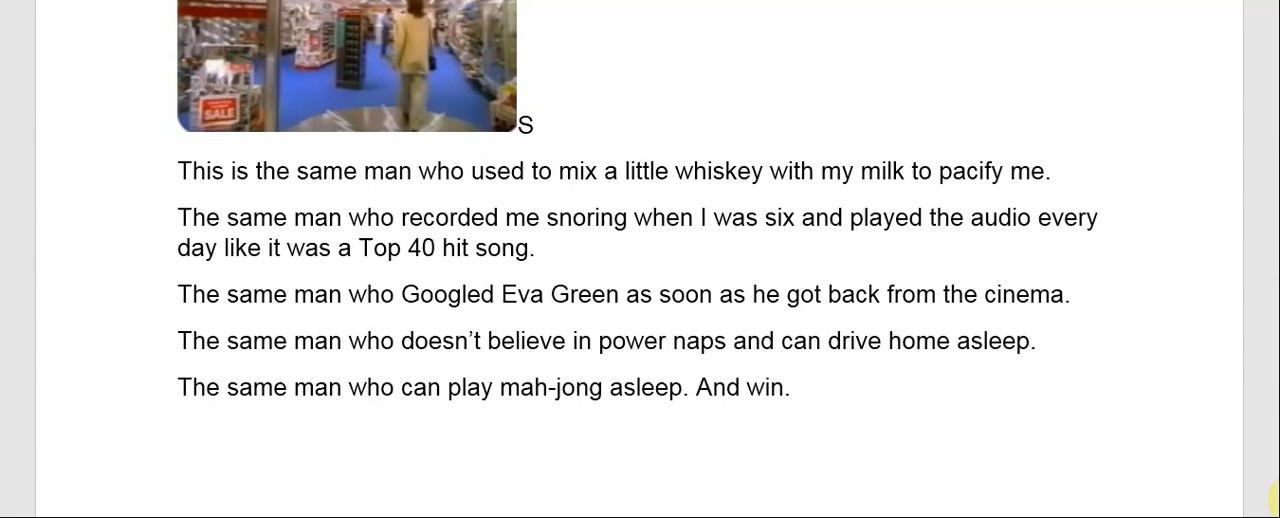 SALE
S
This is the same man who used to mix a little whiskey with my milk to pacify me.
The same man who recorded me snoring when I was six and played the audio every
day like it was a Top 40 hit song.
The same man who Googled Eva Green as soon as he got back from the cinema.
The same man who doesn’t believe in power naps and can drive home asleep.
The same man who can play mah-jong asleep. And win.